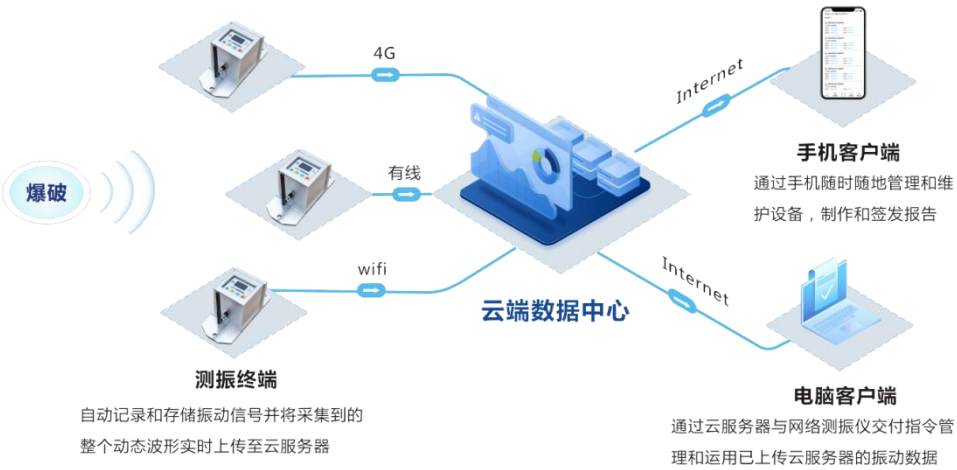 爆破
4G
有线
wifi
测振终端
自动记录和存储振动信号并将采集到的
整个动态波形实时上传至云服务器
云端数据中心
Internet
手机客户端
通过手机随时随地管理和维
护设备，制作和签发报告
Internet
电脑客户端
通过云服务器与网络测振仪交付指令管
理和运用已上传云服务器的振动数据